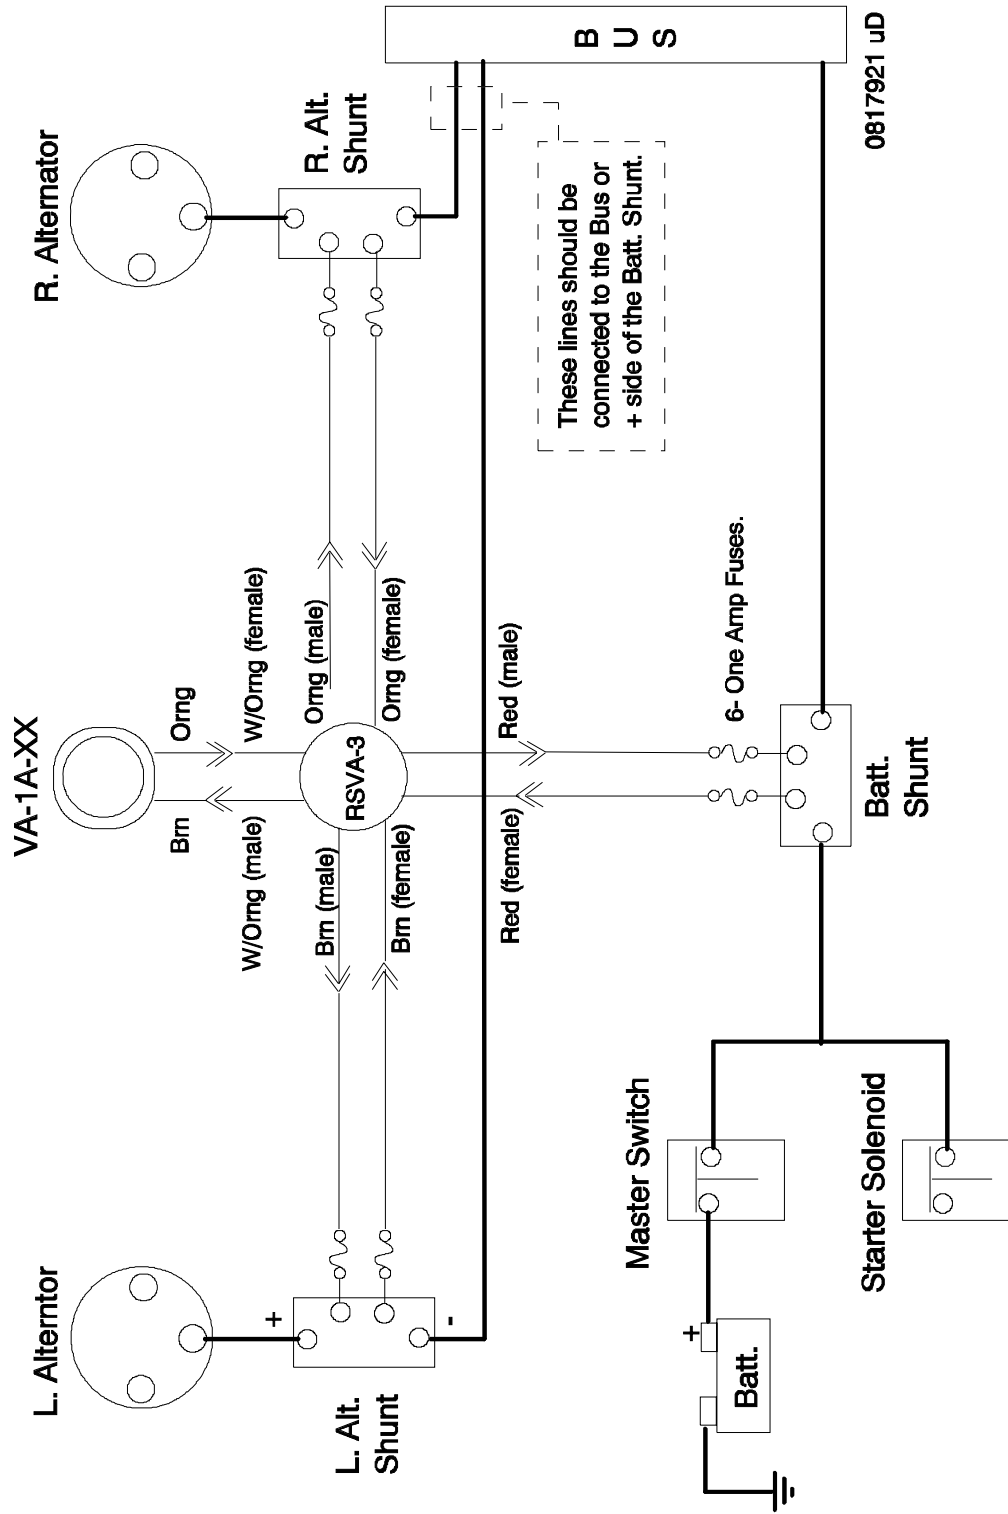 VA-1A-XX
L. Alterntor
R. Alternator
Brn
Orng
W/Orng (male)
W/Orng (female)
+
L. Alt.
Shunt
-
Brn (male)
Brn (female)
RSVA-3
Orng (male)
Orng (female)
R. Alt.
Shunt
B
U
S
Red (female)
Red (male)
These lines should be
connected to the Bus or
+ side of the Batt. Shunt.
Master Switch
6- One Amp Fuses.
+
Batt.
Batt.
Shunt
Starter Solenoid
0817921 uD